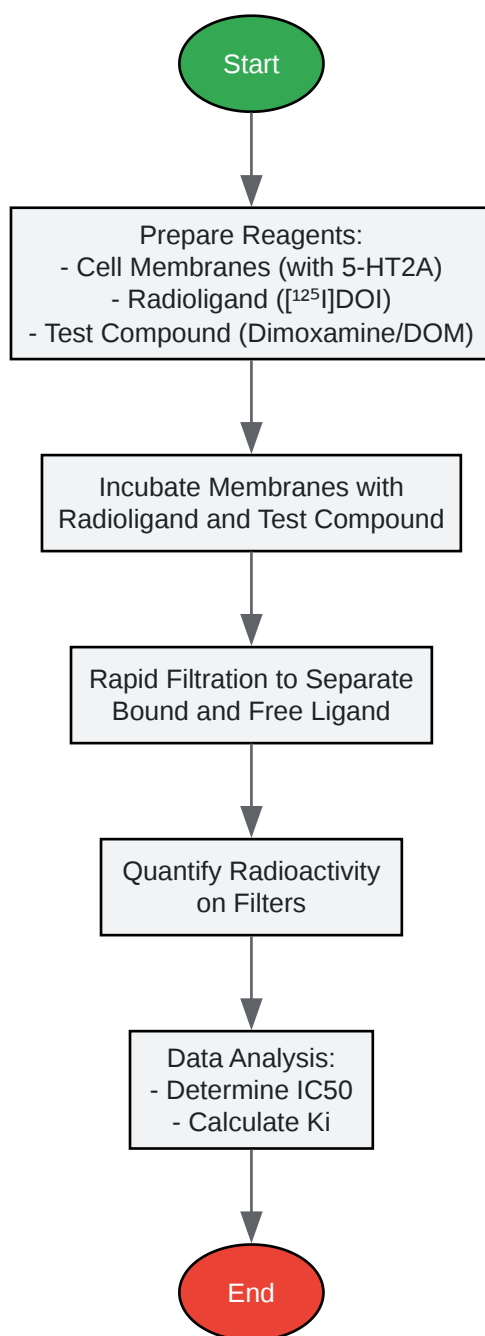 Start
Prepare Reagents:
- Cell Membranes (with 5-HT2A)
- Radioligand ([¹²⁵I]DOI)
- Test Compound (Dimoxamine/DOM)
Incubate Membranes with
Radioligand and Test Compound
Rapid Filtration to Separate
Bound and Free Ligand
Quantify Radioactivity
on Filters
Data Analysis:
- Determine IC50
- Calculate Ki
End